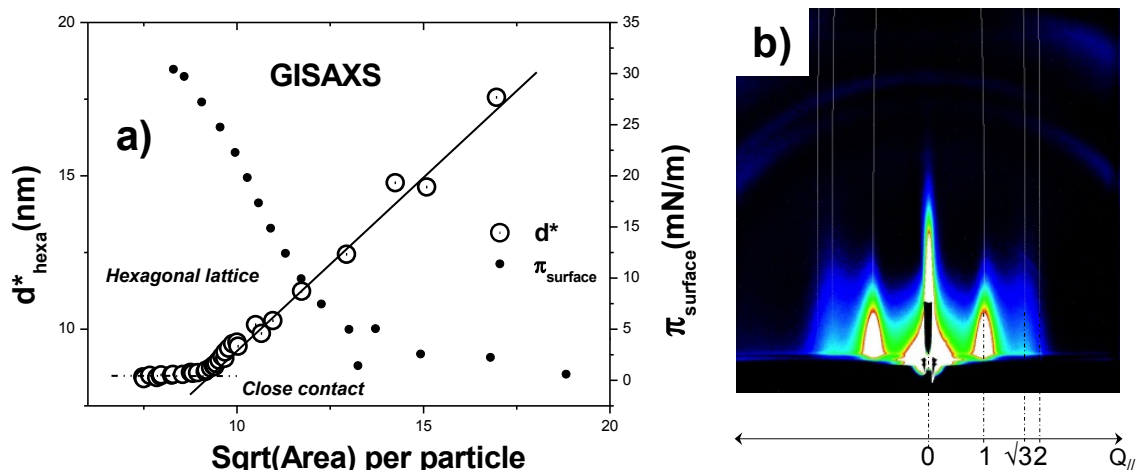 GISAXS
a)
d*hexa(nm)
20
15
10
35
30
25
20
15
10
5
0
πsurface(mN/m)
d*
πsurface
Hexagonal lattice
Close contact
10
15
20
Sqrt(Area) per particle
b)
0 1 √3 2 Q//